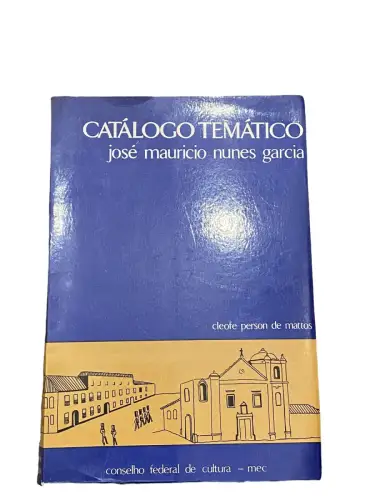 CATÁLOGO TEMÁTICO
josé mauricio nunes garcia
cleofe person de mattos
conselho federal de cultura – mec